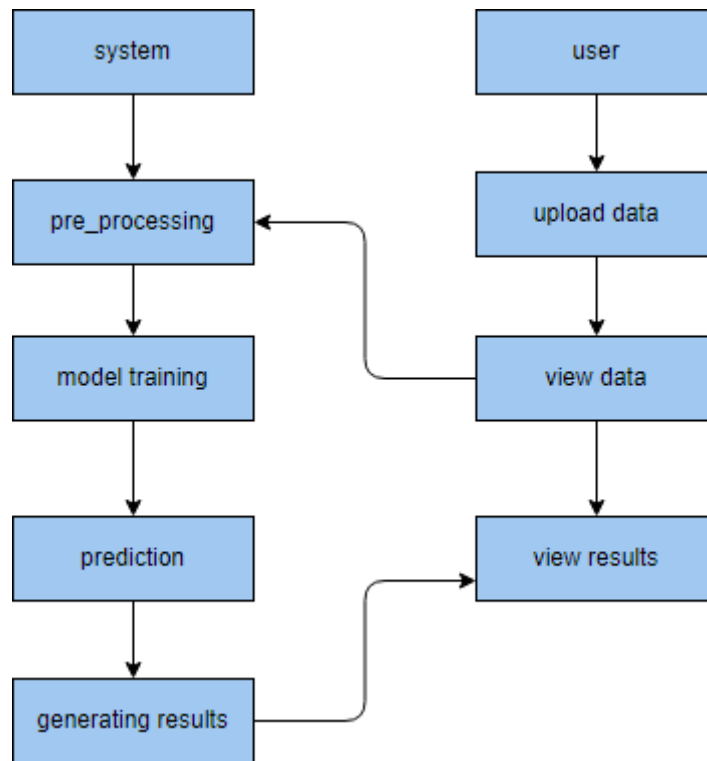 system
user
pre_processing
upload data
model training
view data
prediction
view results
generating results